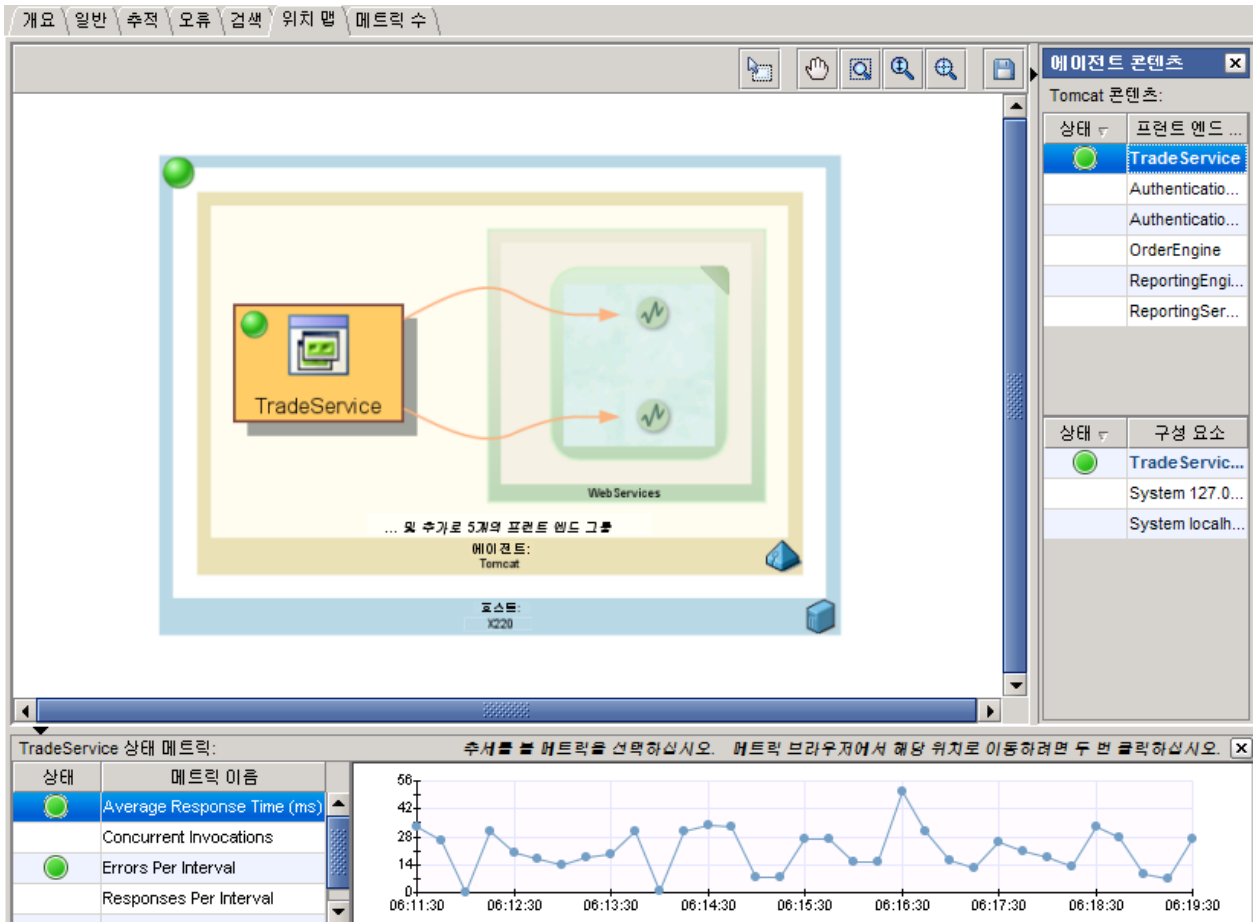 개요 일반 추적 오류 검색 위치 맵 메트릭 수
에이전트 콘텐츠
Tomcat 콘텐츠:
상태 프런트 엔드 ...
TradeService
Authenticatio...
Authenticatio...
OrderEngine
ReportingEngi...
ReportingSer...
상태 구성 요소
TradeServic...
System 127.0...
System localh...
TradeService
WebServices
... 및 추가로 5개의 프런트 엔드 그룹
에이전트:
Tomcat
호스트:
X220
TradeService 상태 메트릭:
추세를 볼 메트릭을 선택하십시오. 메트릭 브라우저에서 해당 위치로 이동하려면 두 번 클릭하십시오.
상태 메트릭 이름
Average Response Time (ms)
Concurrent Invocations
Errors Per Interval
Responses Per Interval
56
42
28
14
0
06:11:30 06:12:30 06:13:30 06:14:30 06:15:30 06:16:30 06:17:30 06:18:30 06:19:30